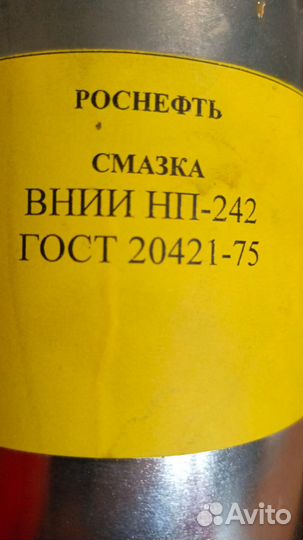 РОСНЕФТЬ
СМАЗКА
ВНИИ НП-242
ГОСТ 20421-75
Avito